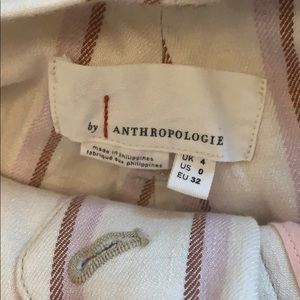 by ANTHROPOLOGIE
made in philippines
fabriqué aux philippines
UK 4
US 0
EU 32